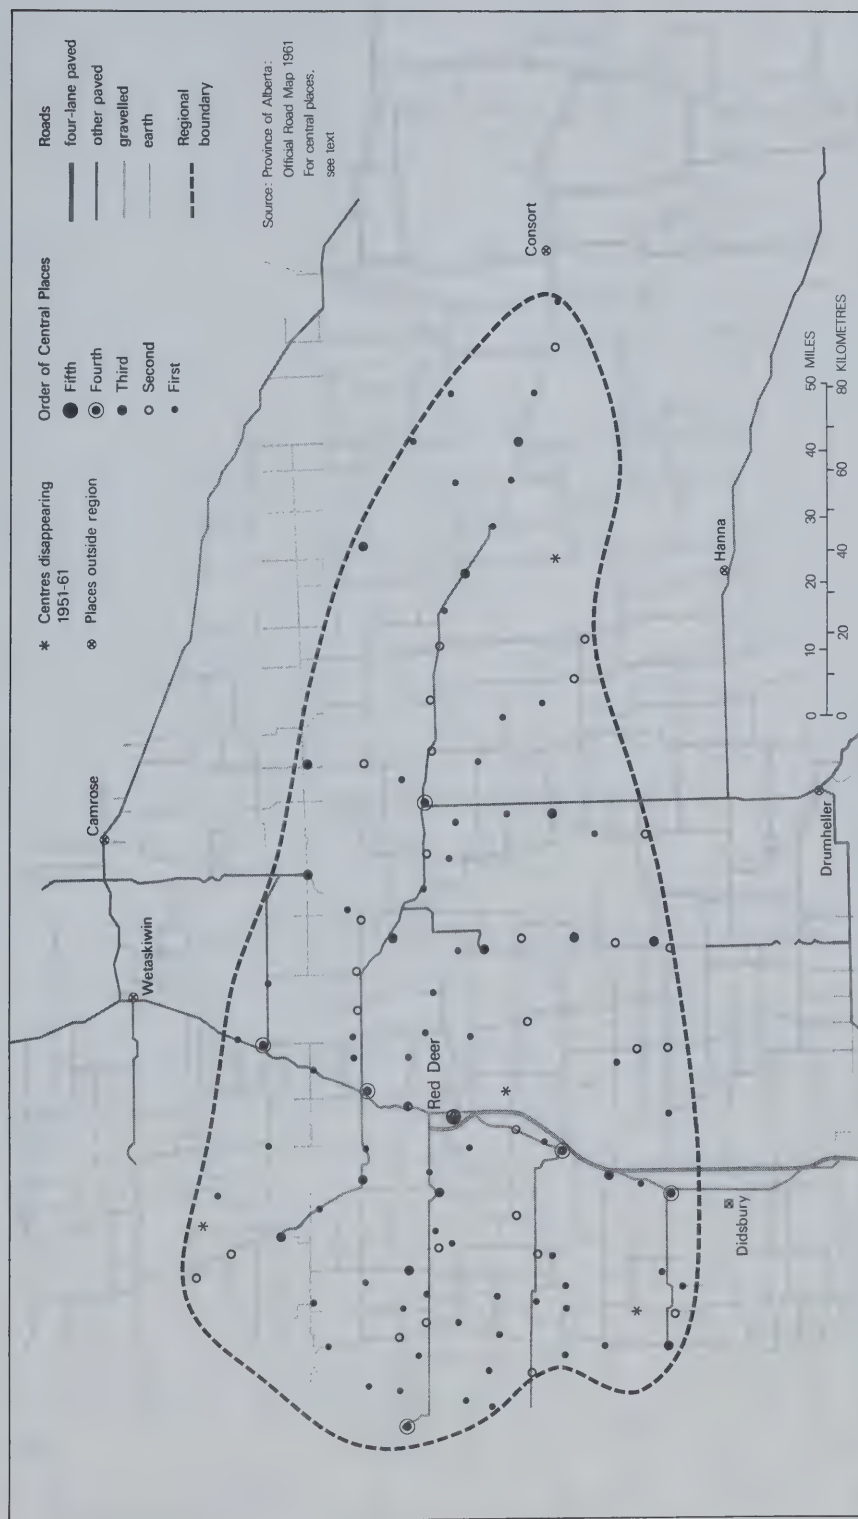 * Centres disappearing
1951-61
⊗ Places outside region
Order of Central Places
Fifth
Fourth
Third
Second
First
Roads
four-lane paved
other paved
gravelled
earth
Regional
boundary
Source: Province of Alberta:
Official Road Map 1961
For central places,
see text
Camrose
Wetaskiwin
Red Deer
Consort
Hanna
Drumheller
Didsbury
0 10 20 30 40 50 MILES
0 20 40 60 80 KILOMETRES